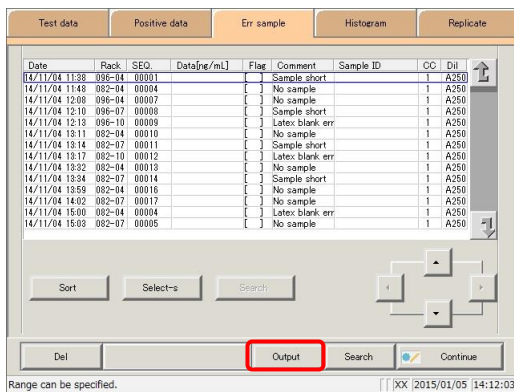 Test data Positive data Err sample Histogram Replicate
Date Rack SEQ. Data[ng/mL] Flag Comment Sample ID CC Dil
14/11/04 11:38 096-04 00001 [ ] Sample short 1 A250
14/11/04 11:48 082-04 00004 [ ] No sample 1 A250
14/11/04 12:08 096-04 00007 [ ] No sample 1 A250
14/11/04 12:10 096-07 00008 [ ] Sample short 1 A250
14/11/04 12:13 096-10 00009 [ ] Latex blank err 1 A250
14/11/04 13:11 082-04 00010 [ ] No sample 1 A250
14/11/04 13:14 082-07 00011 [ ] Sample short 1 A250
14/11/04 13:17 082-10 00012 [ ] Latex blank err 1 A250
14/11/04 13:32 082-04 00013 [ ] No sample 1 A250
14/11/04 13:34 082-07 00014 [ ] Sample short 1 A250
14/11/04 13:59 082-04 00016 [ ] No sample 1 A250
14/11/04 14:02 082-07 00017 [ ] No sample 1 A250
14/11/04 15:00 082-04 00004 [ ] Latex blank err 1 A250
14/11/04 15:03 082-07 00005 [ ] No sample 1 A250
Sort Select-s Search
Del Output Search Continue
Range can be specified. XX 2015/01/05 14:12:03